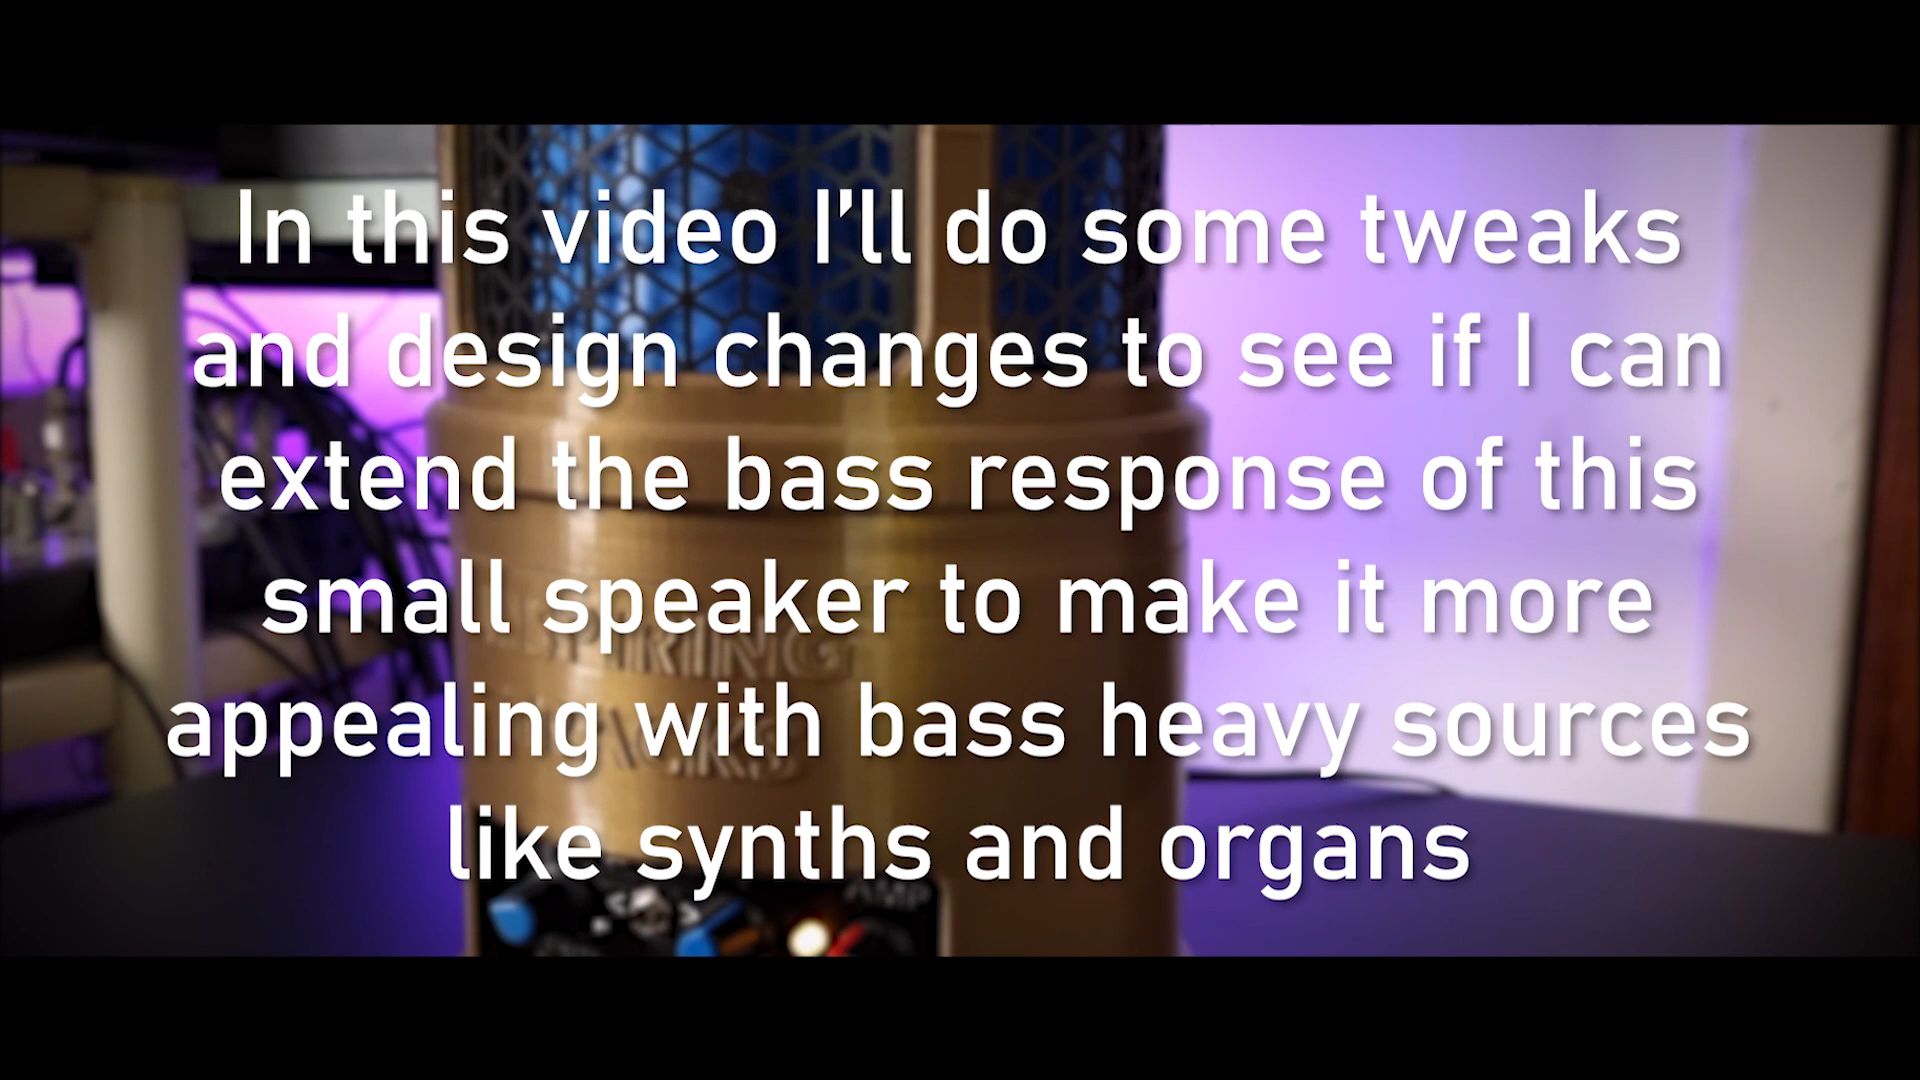 In this video I'll do some tweaks
and design changes to see if I can
extend the bass response of this
small speaker to make it more
appealing with bass heavy sources
like synths and organs
AMP